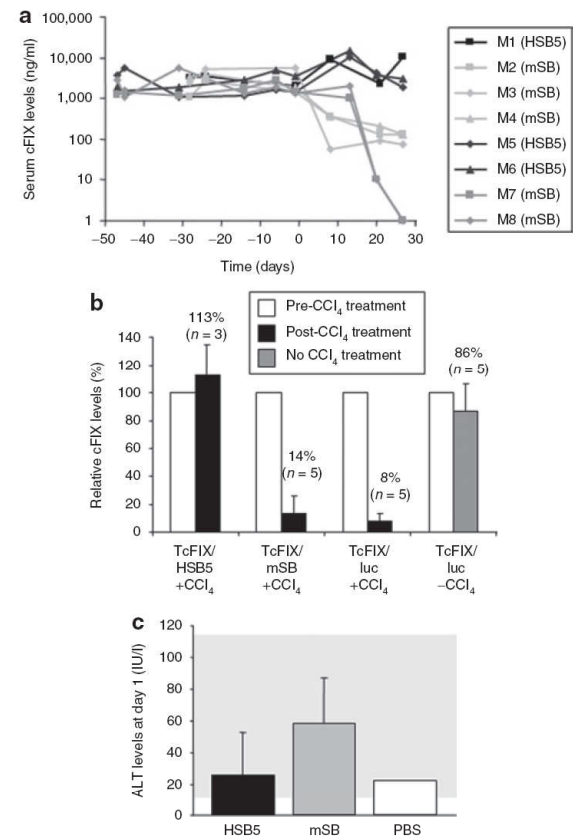 a
Serum cFIX levels (ng/ml)
100,000
10,000
1,000
100
10
1
−50 −40 −30 −20 −10 0 10 20 30
Time (days)
M1 (HSB5)
M2 (mSB)
M3 (mSB)
M4 (mSB)
M5 (HSB5)
M6 (HSB5)
M7 (mSB)
M8 (mSB)
b
Pre-CCl₄ treatment
Post-CCl₄ treatment
No CCl₄ treatment
Relative cFIX levels (%)
140
120
100
80
60
40
20
0
113%
(n = 3)
14%
(n = 5)
8%
(n = 5)
86%
(n = 5)
TcFIX/ TcFIX/ TcFIX/ TcFIX/
HSB5 mSB luc luc
+CCl₄ +CCl₄ +CCl₄ −CCl₄
c
ALT levels at day 1 (IU/l)
120
100
80
60
40
20
0
HSB5 mSB PBS